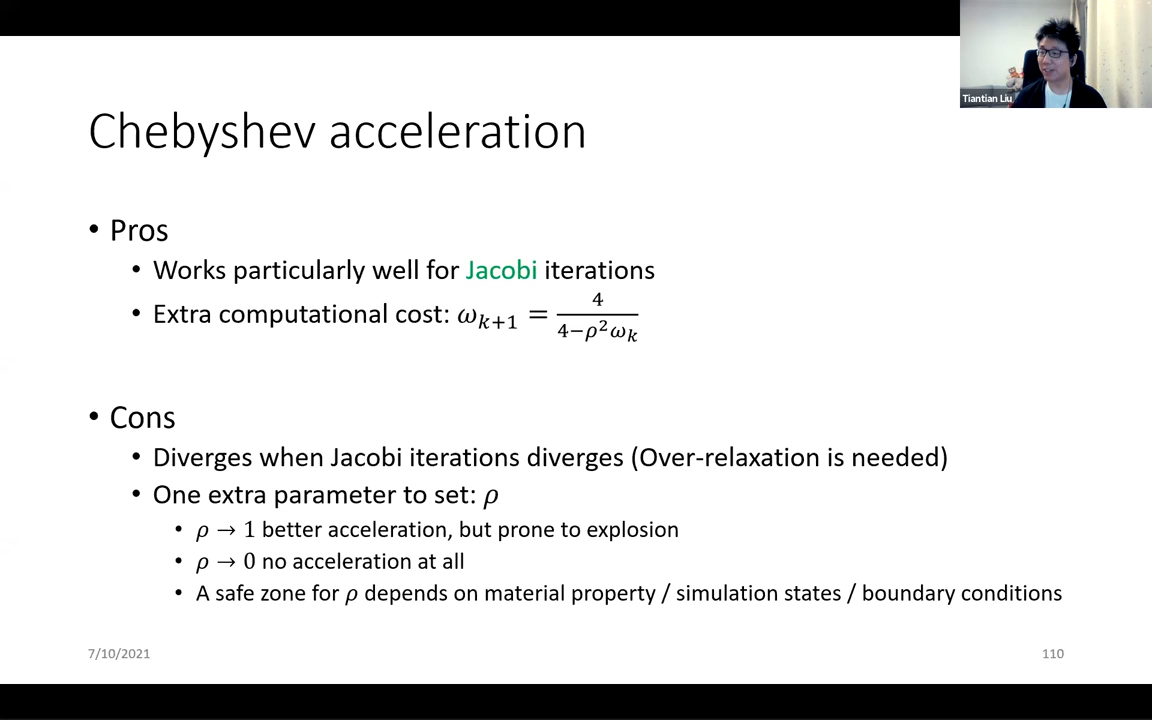 Tiantian Liu
Chebyshev acceleration
• Pros
• Works particularly well for Jacobi iterations
• Extra computational cost: ω_{k+1} = \frac{4}{4−ρ²ω_k}
• Cons
• Diverges when Jacobi iterations diverges (Over-relaxation is needed)
• One extra parameter to set: ρ
• ρ → 1 better acceleration, but prone to explosion
• ρ → 0 no acceleration at all
• A safe zone for ρ depends on material property / simulation states / boundary conditions
7/10/2021
110